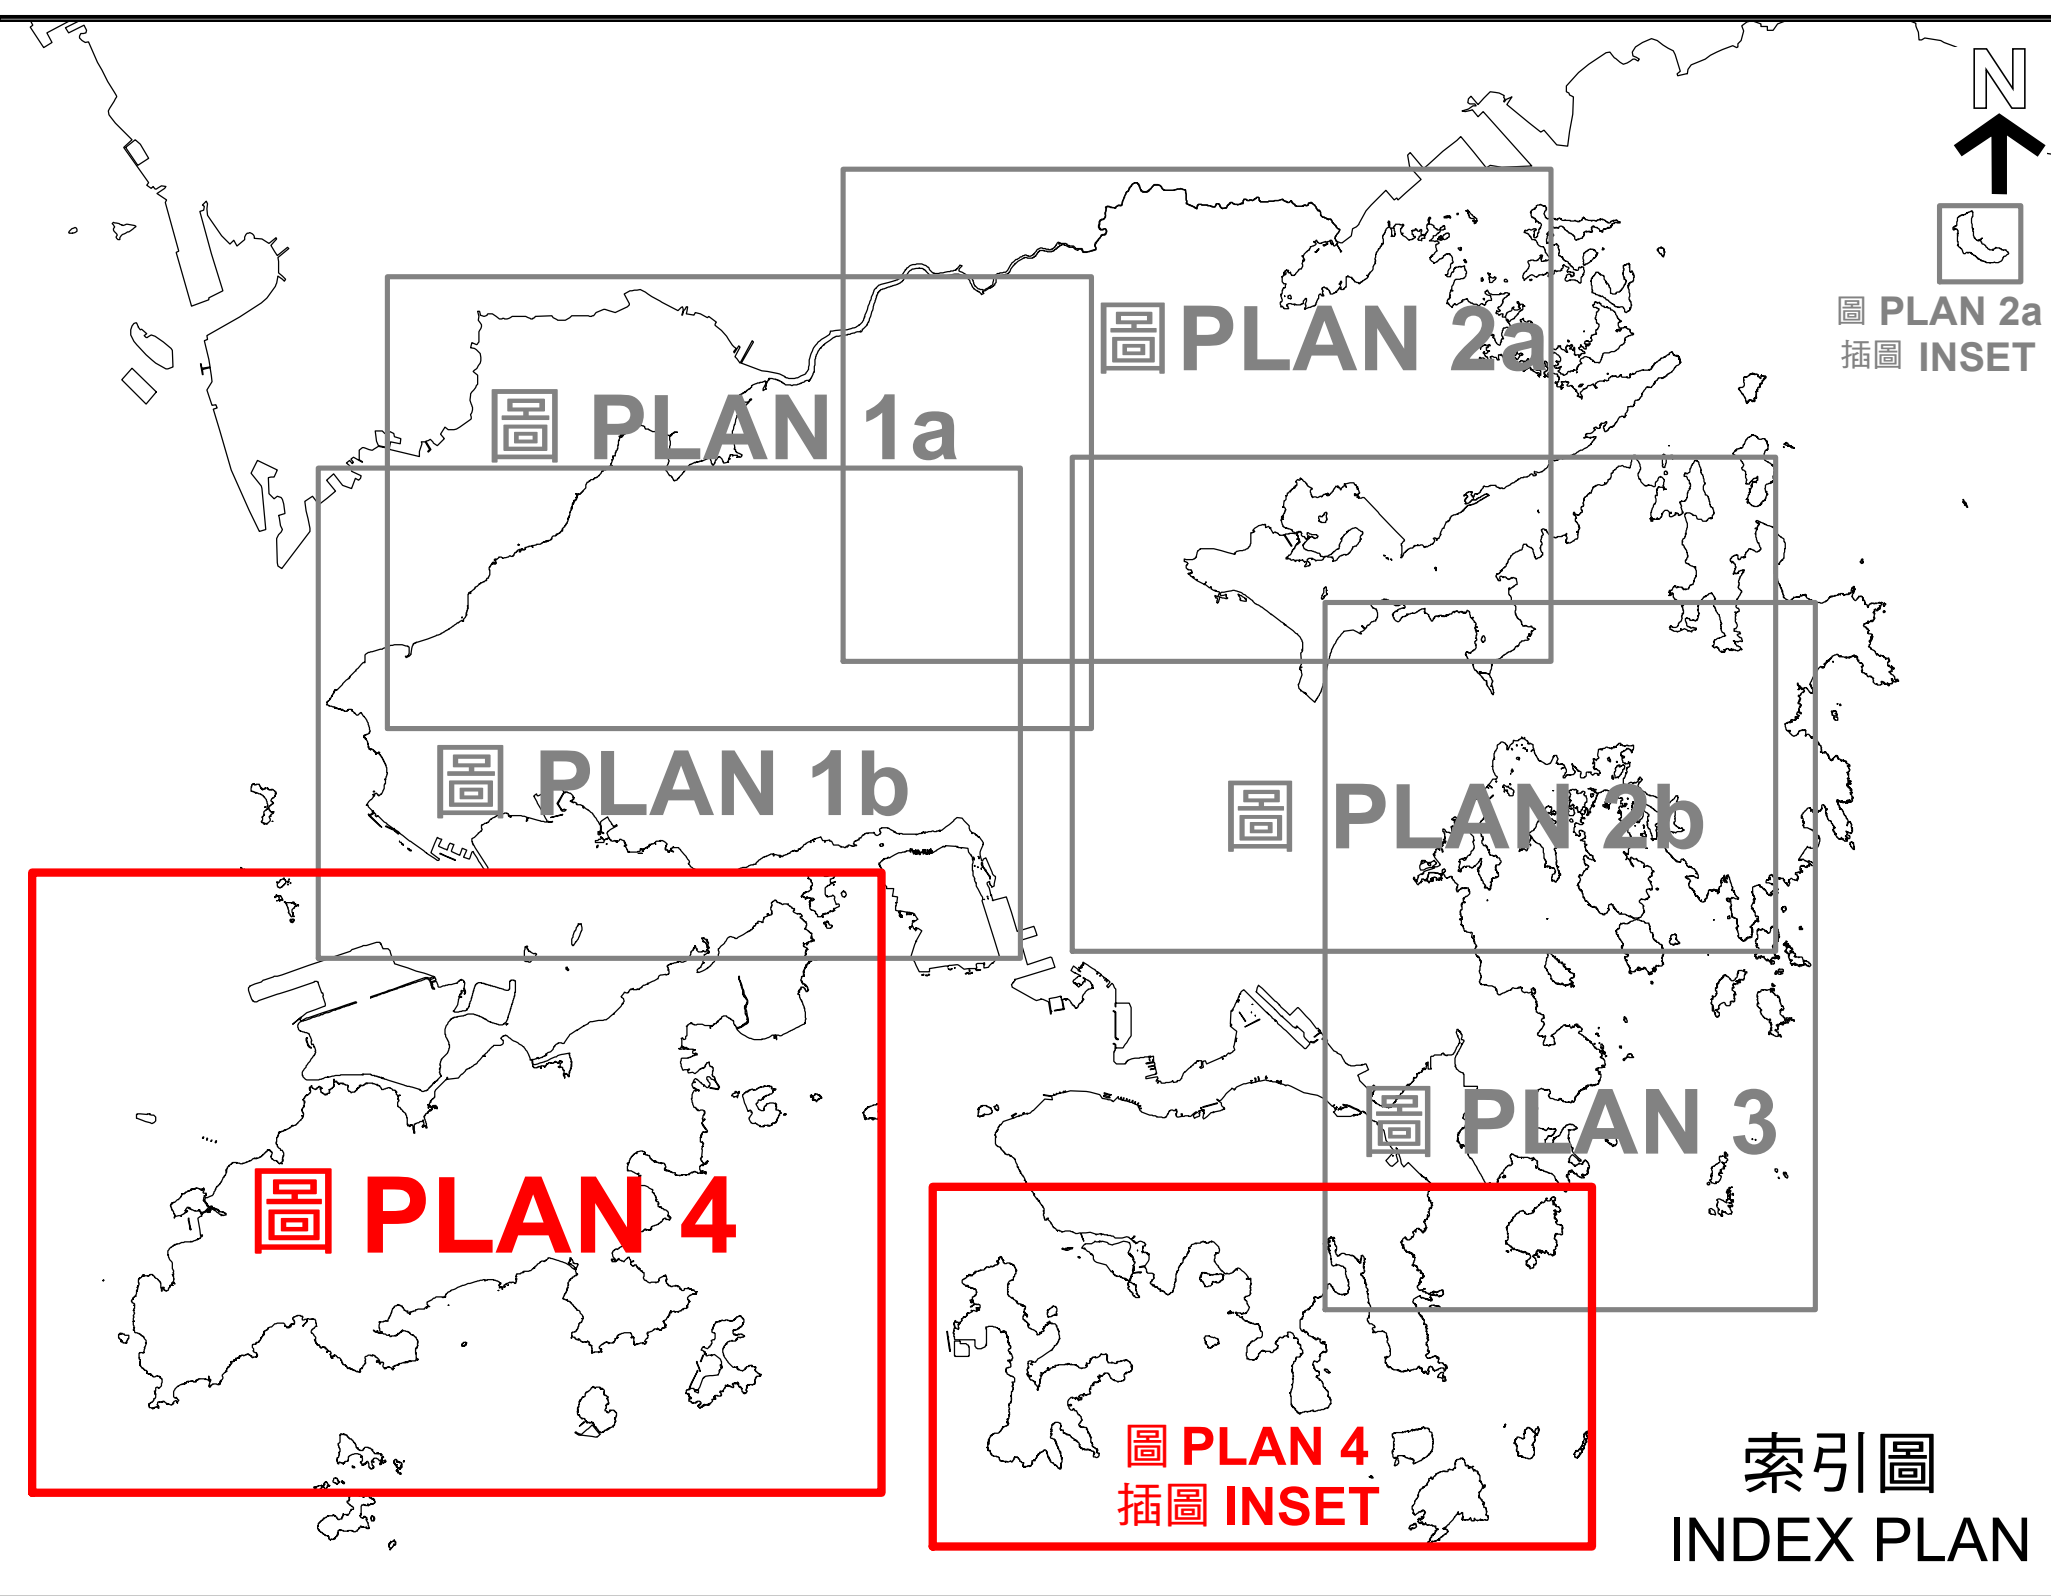 N
圖 PLAN 2a
插圖 INSET
圖 PLAN 2a
圖 PLAN 1a
圖 PLAN 1b
圖 PLAN 2b
圖 PLAN 3
圖 PLAN 4
圖 PLAN 4
插圖 INSET
索引圖
INDEX PLAN